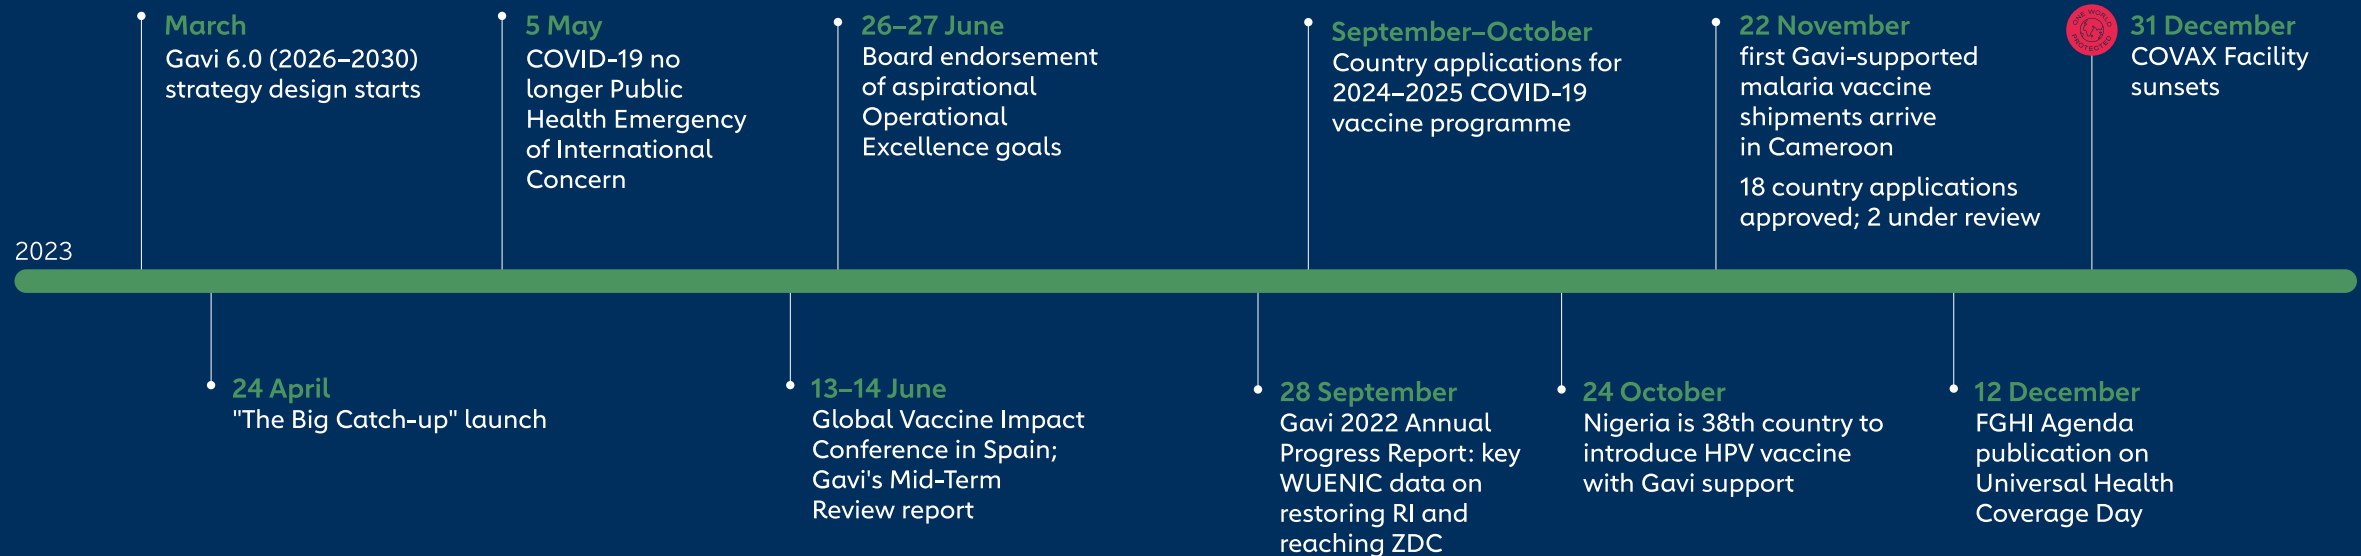 March
Gavi 6.0 (2026–2030)
strategy design starts
5 May
COVID-19 no
longer Public
Health Emergency
of International
Concern
26–27 June
Board endorsement
of aspirational
Operational
Excellence goals
September–October
Country applications for
2024–2025 COVID-19
vaccine programme
22 November
first Gavi-supported
malaria vaccine
shipments arrive
in Cameroon
18 country applications
approved; 2 under review
ONE WORLD
PROTECTED
31 December
COVAX Facility
sunsets
2023
24 April
"The Big Catch-up" launch
13–14 June
Global Vaccine Impact
Conference in Spain;
Gavi's Mid-Term
Review report
28 September
Gavi 2022 Annual
Progress Report: key
WUENIC data on
restoring RI and
reaching ZDC
24 October
Nigeria is 38th country to
introduce HPV vaccine
with Gavi support
12 December
FGHI Agenda
publication on
Universal Health
Coverage Day